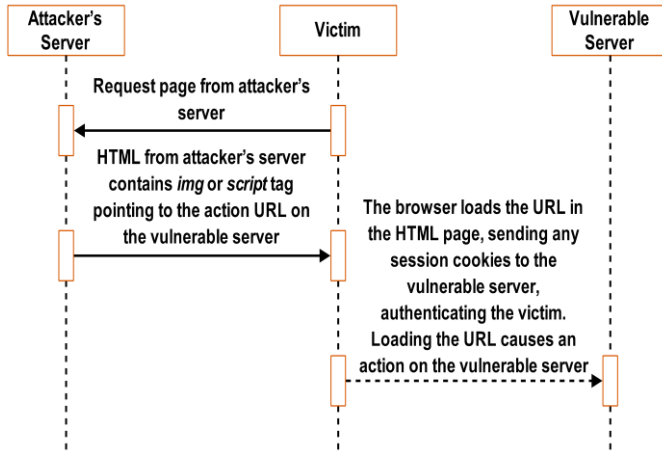 Attacker's
Server
Victim
Vulnerable
Server
Request page from attacker's
server
HTML from attacker's server
contains img or script tag
pointing to the action URL on
the vulnerable server
The browser loads the URL in
the HTML page, sending any
session cookies to the
vulnerable server,
authenticating the victim.
Loading the URL causes an
action on the vulnerable server